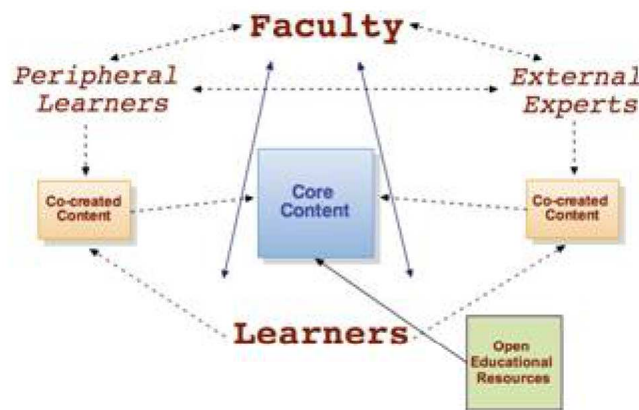 Faculty
Peripheral
Learners
External
Experts
Co-created
Content
Core
Content
Co-created
Content
Learners
Open
Educational
Resources